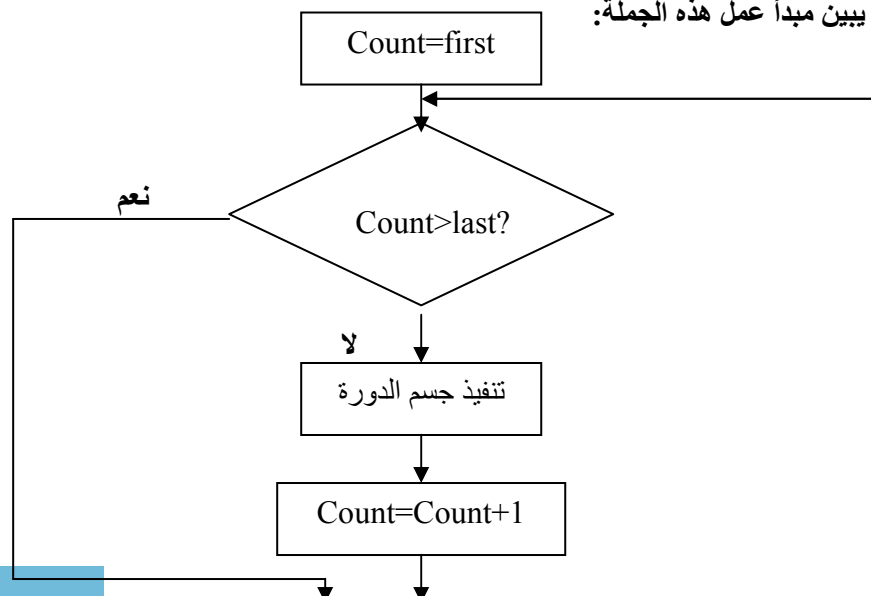 يبين مبدأ عمل هذه الجملة:
Count=first
نعم
Count>last?
لا
تنفيذ جسم الدورة
Count=Count+1